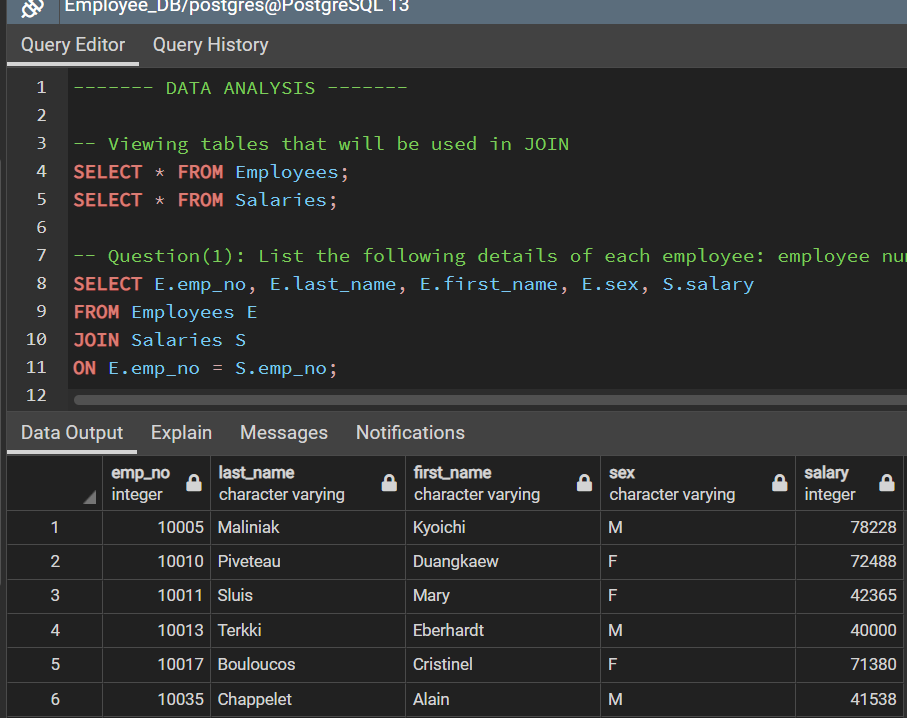 Employee_DB/postgres@PostgreSQL 13
Query Editor Query History
1 ------- DATA ANALYSIS -------
2
3 -- Viewing tables that will be used in JOIN
4 SELECT * FROM Employees;
5 SELECT * FROM Salaries;
6
7 -- Question(1): List the following details of each employee: employee
8 SELECT E.emp_no, E.last_name, E.first_name, E.sex, S.salary
9 FROM Employees E
10 JOIN Salaries S
11 ON E.emp_no = S.emp_no;
12
Data Output Explain Messages Notifications
emp_no last_name first_name sex salary
integer character varying character varying character varying integer
1 10005 Maliniak Kyoichi M 78228
2 10010 Piveteau Duangkaew F 72488
3 10011 Sluis Mary F 42365
4 10013 Terkki Eberhardt M 40000
5 10017 Bouloucos Cristinel F 71380
6 10035 Chappelet Alain M 41538